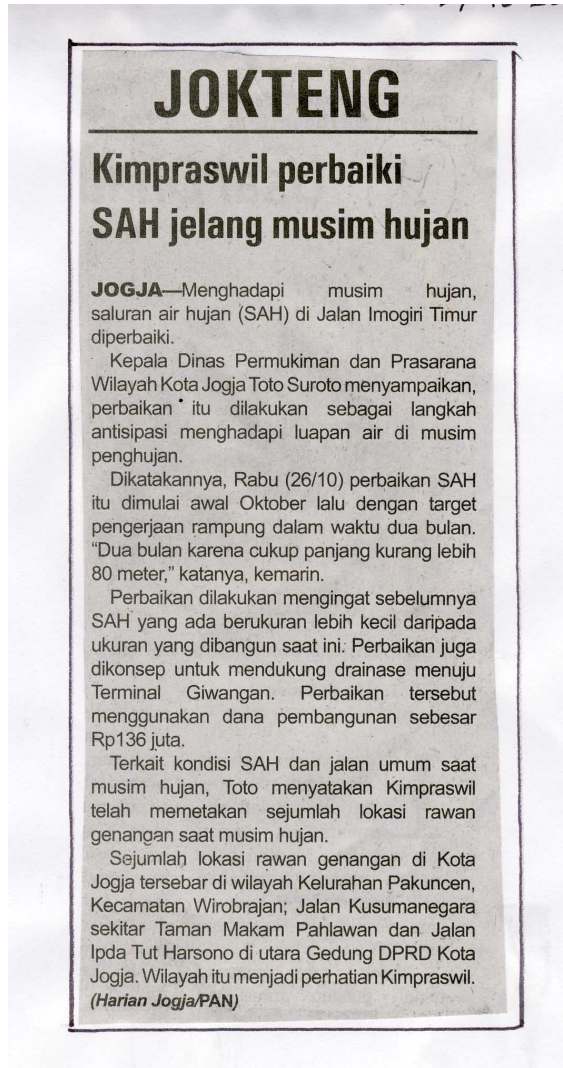 JOKTENG
Kimpraswil perbaiki
SAH jelang musim hujan
JOGJA—Menghadapi musim hujan,
saluran air hujan (SAH) di Jalan Imogiri Timur
diperbaiki.
Kepala Dinas Permukiman dan Prasarana
Wilayah Kota Jogja Toto Suroto menyampaikan,
perbaikan itu dilakukan sebagai langkah
antisipasi menghadapi luapan air di musim
penghujan.
Dikatakannya, Rabu (26/10) perbaikan SAH
itu dimulai awal Oktober lalu dengan target
pengerjaan rampung dalam waktu dua bulan.
“Dua bulan karena cukup panjang kurang lebih
80 meter,” katanya, kemarin.
Perbaikan dilakukan mengingat sebelumnya
SAH yang ada berukuran lebih kecil daripada
ukuran yang dibangun saat ini. Perbaikan juga
dikonsep untuk mendukung drainase menuju
Terminal Giwangan. Perbaikan tersebut
menggunakan dana pembangunan sebesar
Rp136 juta.
Terkait kondisi SAH dan jalan umum saat
musim hujan, Toto menyatakan Kimpraswil
telah memetakan sejumlah lokasi rawan
genangan saat musim hujan.
Sejumlah lokasi rawan genangan di Kota
Jogja tersebar di wilayah Kelurahan Pakuncen,
Kecamatan Wirobrajan; Jalan Kusumanegara
sekitar Taman Makam Pahlawan dan Jalan
Ipda Tut Harsono di utara Gedung DPRD Kota
Jogja. Wilayah itu menjadi perhatian Kimpraswil.
(Harian Jogja/PAN)